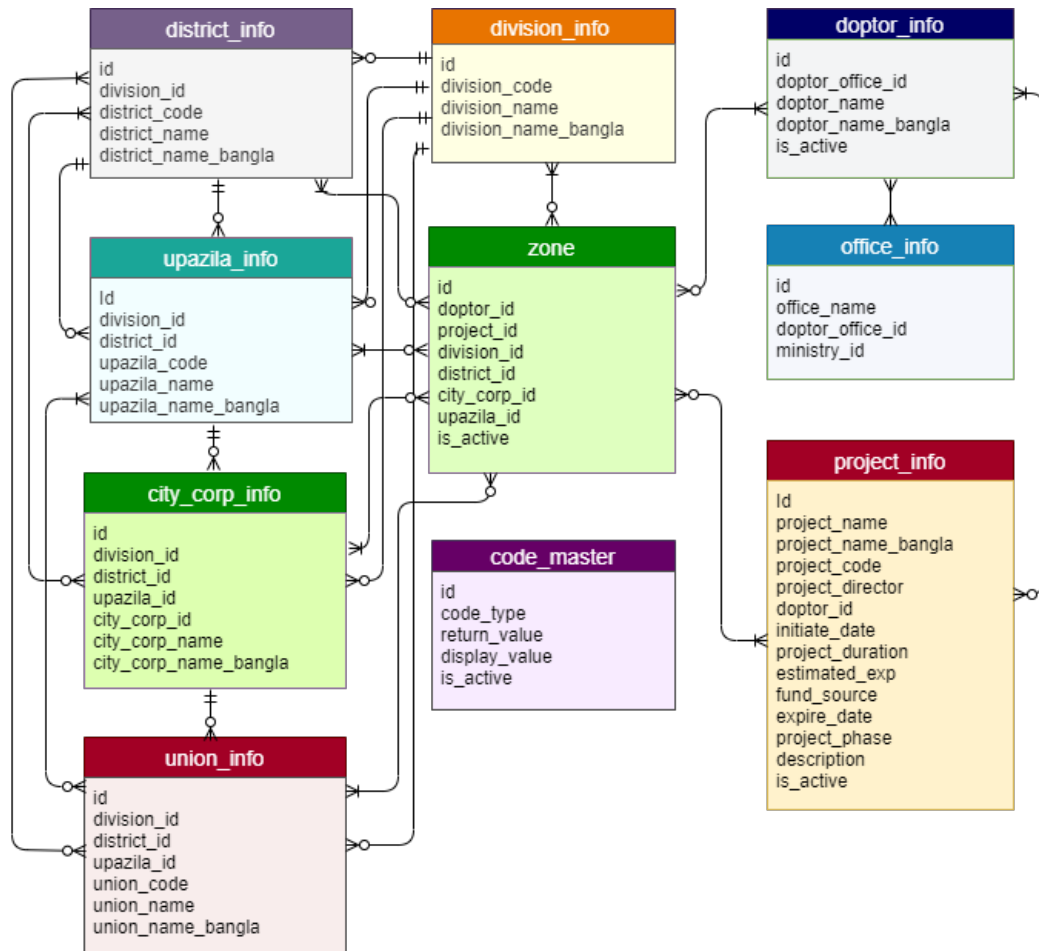 district_info
id
division_id
district_code
district_name
district_name_bangla
division_info
id
division_code
division_name
division_name_bangla
doptor_info
id
doptor_office_id
doptor_name
doptor_name_bangla
is_active
upazila_info
Id
division_id
district_id
upazila_code
upazila_name
upazila_name_bangla
zone
id
doptor_id
project_id
division_id
district_id
city_corp_id
upazila_id
is_active
office_info
id
office_name
doptor_office_id
ministry_id
city_corp_info
id
division_id
district_id
upazila_id
city_corp_id
city_corp_name
city_corp_name_bangla
code_master
id
code_type
return_value
display_value
is_active
project_info
Id
project_name
project_name_bangla
project_code
project_director
doptor_id
initiate_date
project_duration
estimated_exp
fund_source
expire_date
project_phase
description
is_active
union_info
id
division_id
district_id
upazila_id
union_code
union_name
union_name_bangla